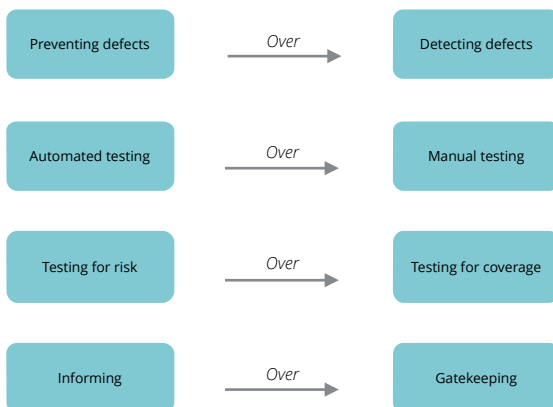 Preventing defects
Over
Detecting defects
Automated testing
Over
Manual testing
Testing for risk
Over
Testing for coverage
Informing
Over
Gatekeeping